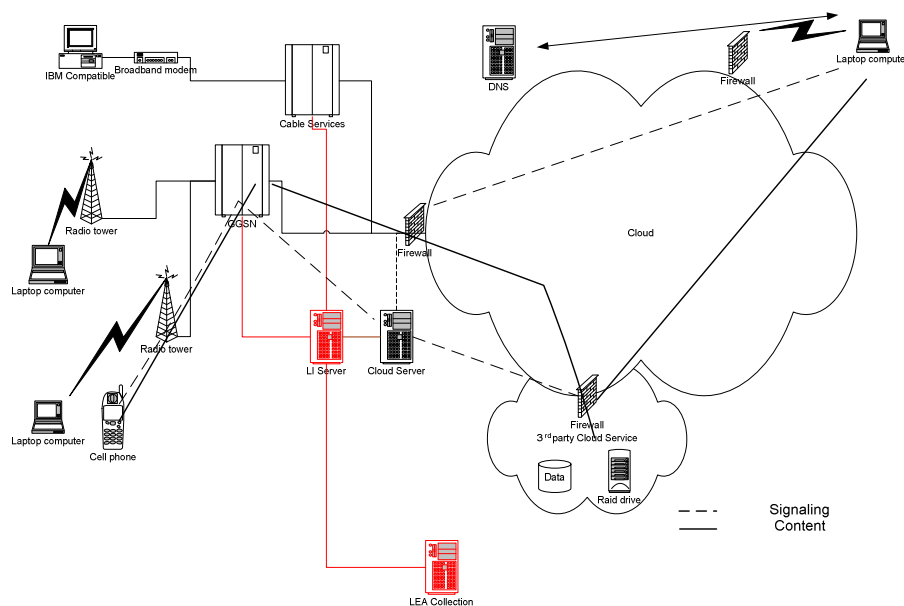 IBM Compatible
Broadband modem
Cable Services
DNS
Firewall
Laptop computer
Radio tower
GGSN
Firewall
Cloud
Laptop computer
Radio tower
LI Server
Cloud Server
Laptop computer
Cell phone
Firewall
3rd party Cloud Service
Data
Raid drive
Signaling
Content
LEA Collection